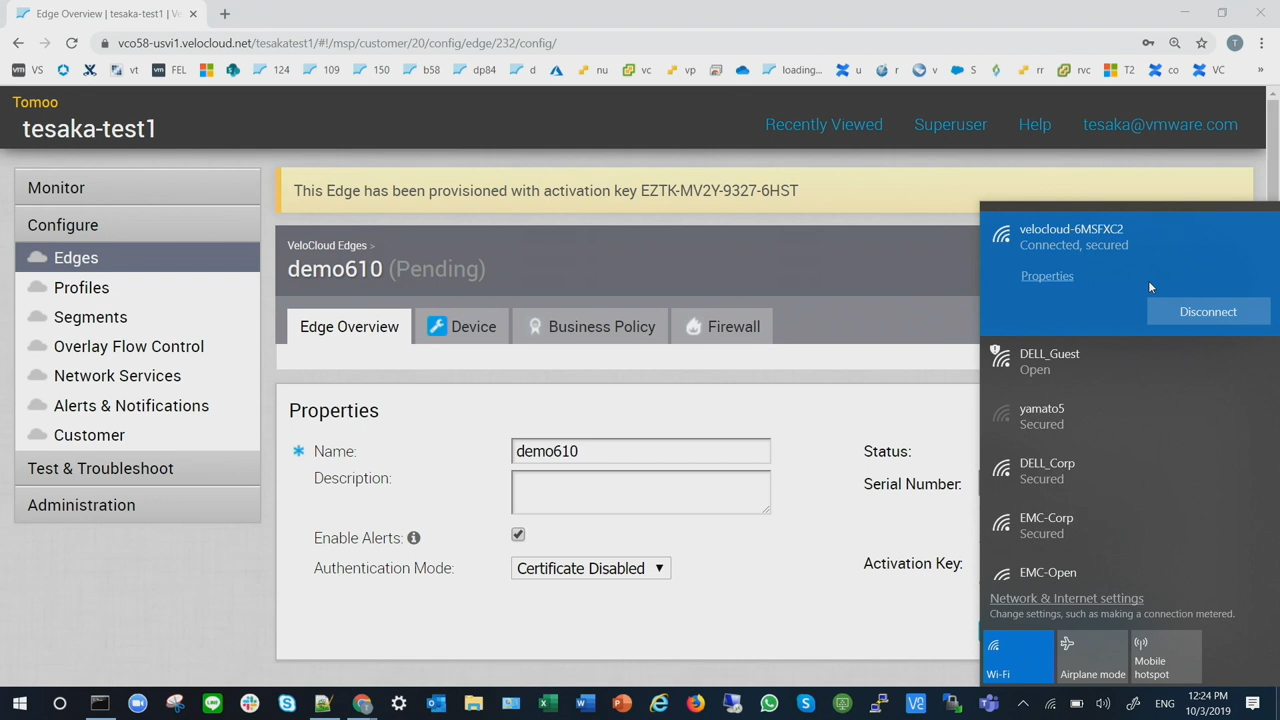 Edge Overview | tesaka-test1 | V
vco58-usvi1.velocloud.net/tesakatest1/#!/msp/customer/20/config/edge/232/config/
T
vm VS
vt
vm FEL
124
109
150
b58
dp84
d
nu
vc
vp
loading...
u
r
v
S
rr
rvc
T2
co
VC
»
Tomoo
tesaka-test1
Recently Viewed
Superuser
Help
tesaka@vmware.com
Monitor
Configure
Edges
Profiles
Segments
Overlay Flow Control
Network Services
Alerts & Notifications
Customer
Test & Troubleshoot
Administration
This Edge has been provisioned with activation key EZTK-MV2Y-9327-6HST
VeloCloud Edges >
demo610 (Pending)
Edge Overview
Device
Business Policy
Firewall
Properties
Name:
demo610
Description:
Enable Alerts:
Authentication Mode:
Certificate Disabled
Status:
Serial Number:
Activation Key:
velocloud-6MSFXC2
Connected, secured
Properties
Disconnect
DELL_Guest
Open
yamato5
Secured
DELL_Corp
Secured
EMC-Corp
Secured
EMC-Open
Network & Internet settings
Change settings, such as making a connection metered.
Wi-Fi
Airplane mode
Mobile
hotspot
ENG
12:24 PM
10/3/2019